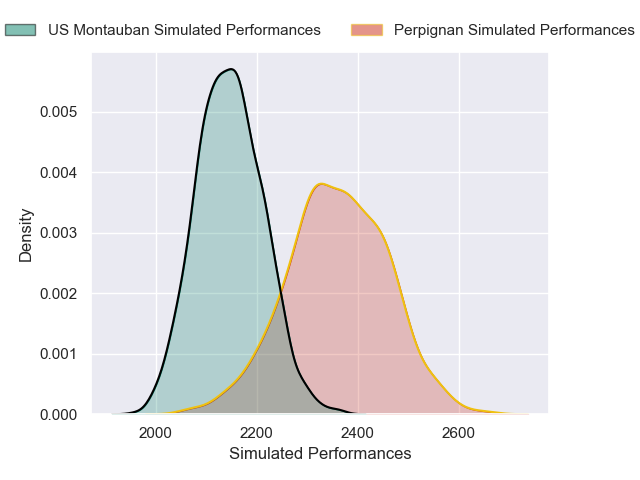 US Montauban Simulated Performances
Perpignan Simulated Performances
0.005
0.004
0.003
0.002
0.001
0.000
Density
2000
2200
2400
2600
Simulated Performances